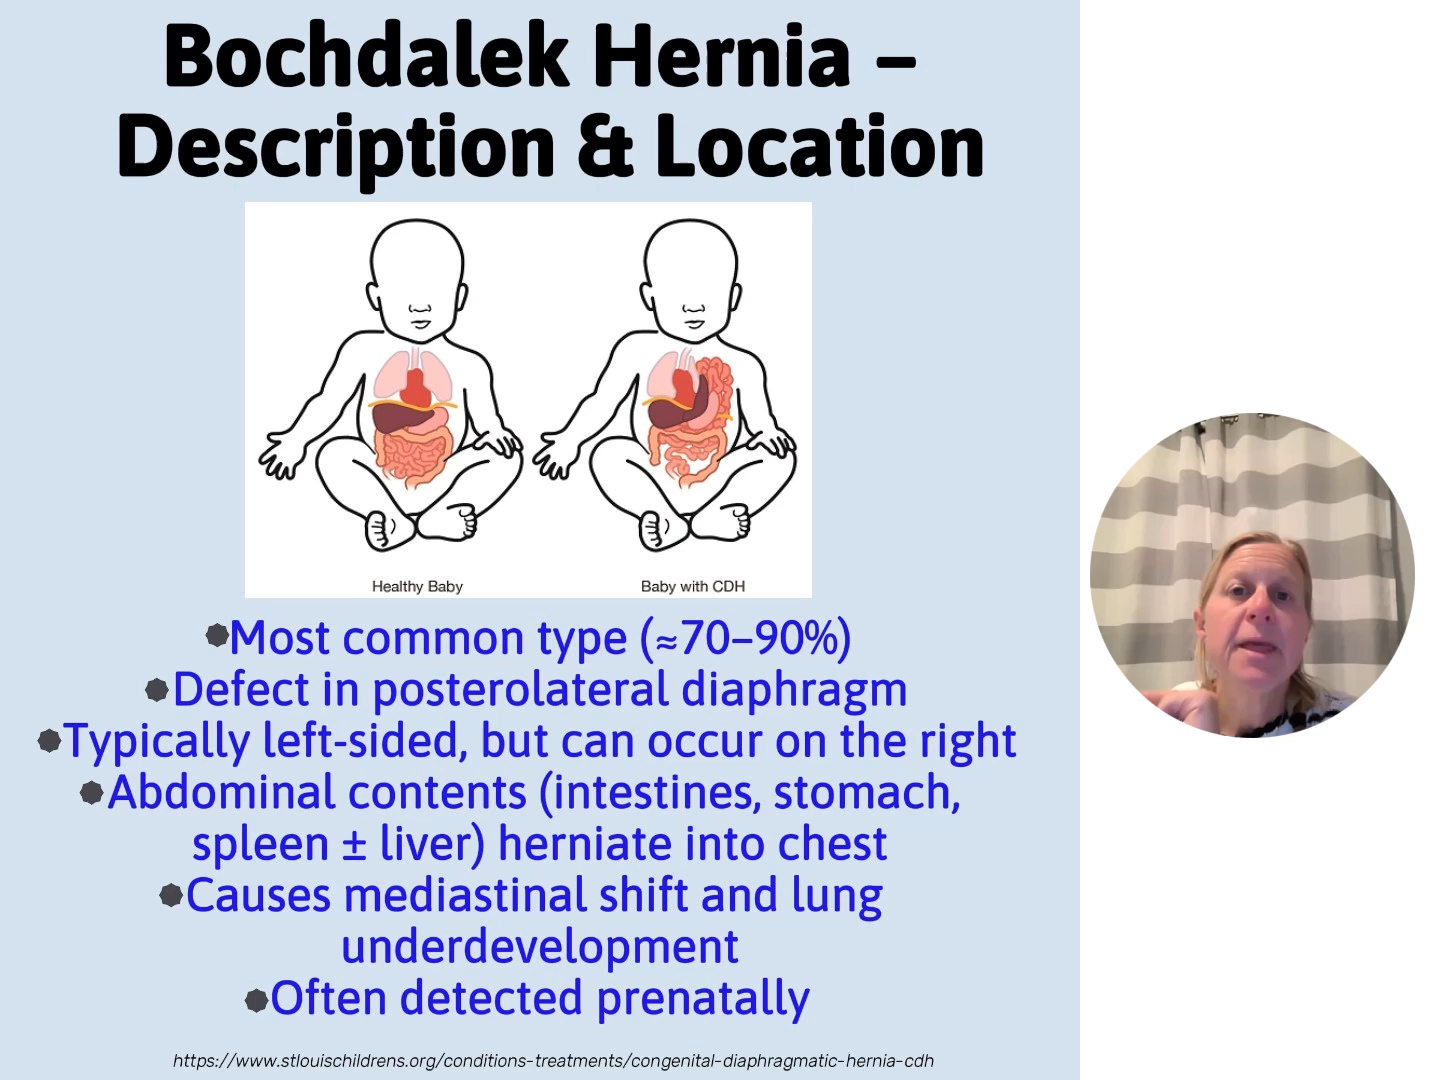 Bochdalek Hernia –
Description & Location
Healthy Baby
Baby with CDH
Most common type (≈70–90%)
Defect in posterolateral diaphragm
Typically left-sided, but can occur on the right
Abdominal contents (intestines, stomach,
spleen ± liver) herniate into chest
Causes mediastinal shift and lung
underdevelopment
Often detected prenatally
https://www.stlouischildrens.org/conditions-treatments/congenital-diaphragmatic-hernia-cdh